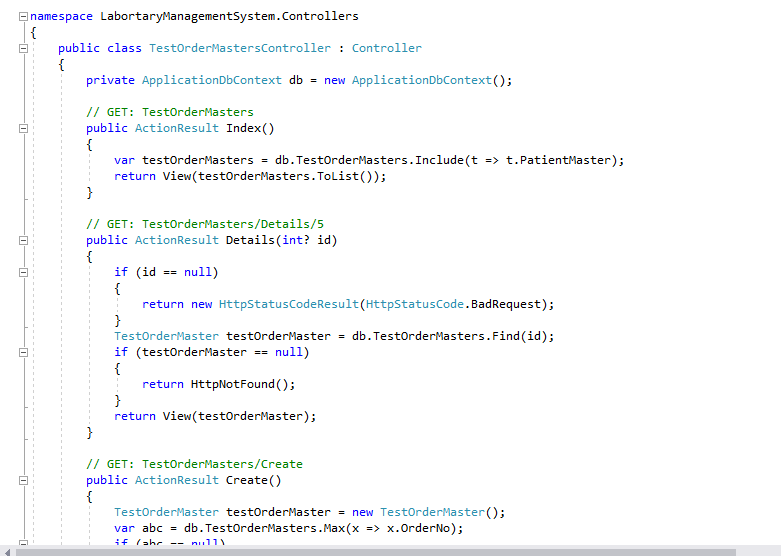 namespace LabortaryManagementSystem.Controllers
{
    public class TestOrderMastersController : Controller
    {
        private ApplicationDbContext db = new ApplicationDbContext();

        // GET: TestOrderMasters
        public ActionResult Index()
        {
            var testOrderMasters = db.TestOrderMasters.Include(t => t.PatientMaster);
            return View(testOrderMasters.ToList());
        }

        // GET: TestOrderMasters/Details/5
        public ActionResult Details(int? id)
        {
            if (id == null)
            {
                return new HttpStatusCodeResult(HttpStatusCode.BadRequest);
            }
            TestOrderMaster testOrderMaster = db.TestOrderMasters.Find(id);
            if (testOrderMaster == null)
            {
                return HttpNotFound();
            }
            return View(testOrderMaster);
        }

        // GET: TestOrderMasters/Create
        public ActionResult Create()
        {
            TestOrderMaster testOrderMaster = new TestOrderMaster();
            var abc = db.TestOrderMasters.Max(x => x.OrderNo);
            if (abc == null)